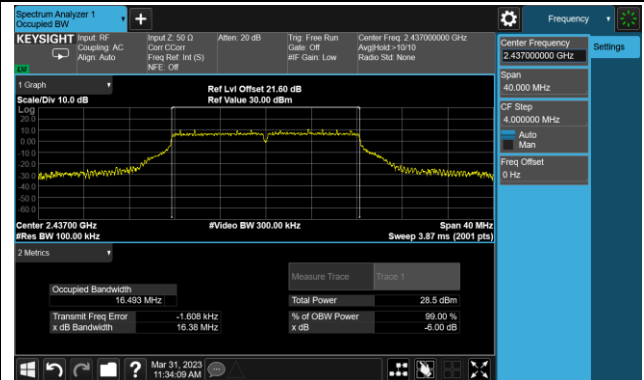 Spectrum Analyzer 1
Occupied BW
Frequency
KEYSIGHT
Input: RF
Coupling: AC
Align: Auto
Input Z: 50 Ω
Corr CCorr
Freq Ref: Int (S)
NFE: Off
Atten: 20 dB
Trig: Free Run
Gate: Off
#IF Gain: Low
Center Freq: 2.437000000 GHz
Avg|Hold:>10/10
Radio Std: None
Center Frequency
2.437000000 GHz
Settings
Span
40.000 MHz
CF Step
4.000000 MHz
Auto
Man
Freq Offset
0 Hz
1 Graph
Scale/Div 10.0 dB
Ref Lvl Offset 21.60 dB
Ref Value 30.00 dBm
Log
20.0
10.0
0.00
-10.0
-20.0
-30.0
-40.0
-50.0
-60.0
Center 2.43700 GHz
#Video BW 300.00 kHz
Span 40 MHz
#Res BW 100.00 kHz
Sweep 3.87 ms (2001 pts)
2 Metrics
Measure Trace
Trace 1
Occupied Bandwidth
16.493 MHz
Total Power
28.5 dBm
Transmit Freq Error
-1.608 kHz
% of OBW Power
99.00 %
x dB Bandwidth
16.38 MHz
x dB
-6.00 dB
Mar 31, 2023
11:34:09 AM